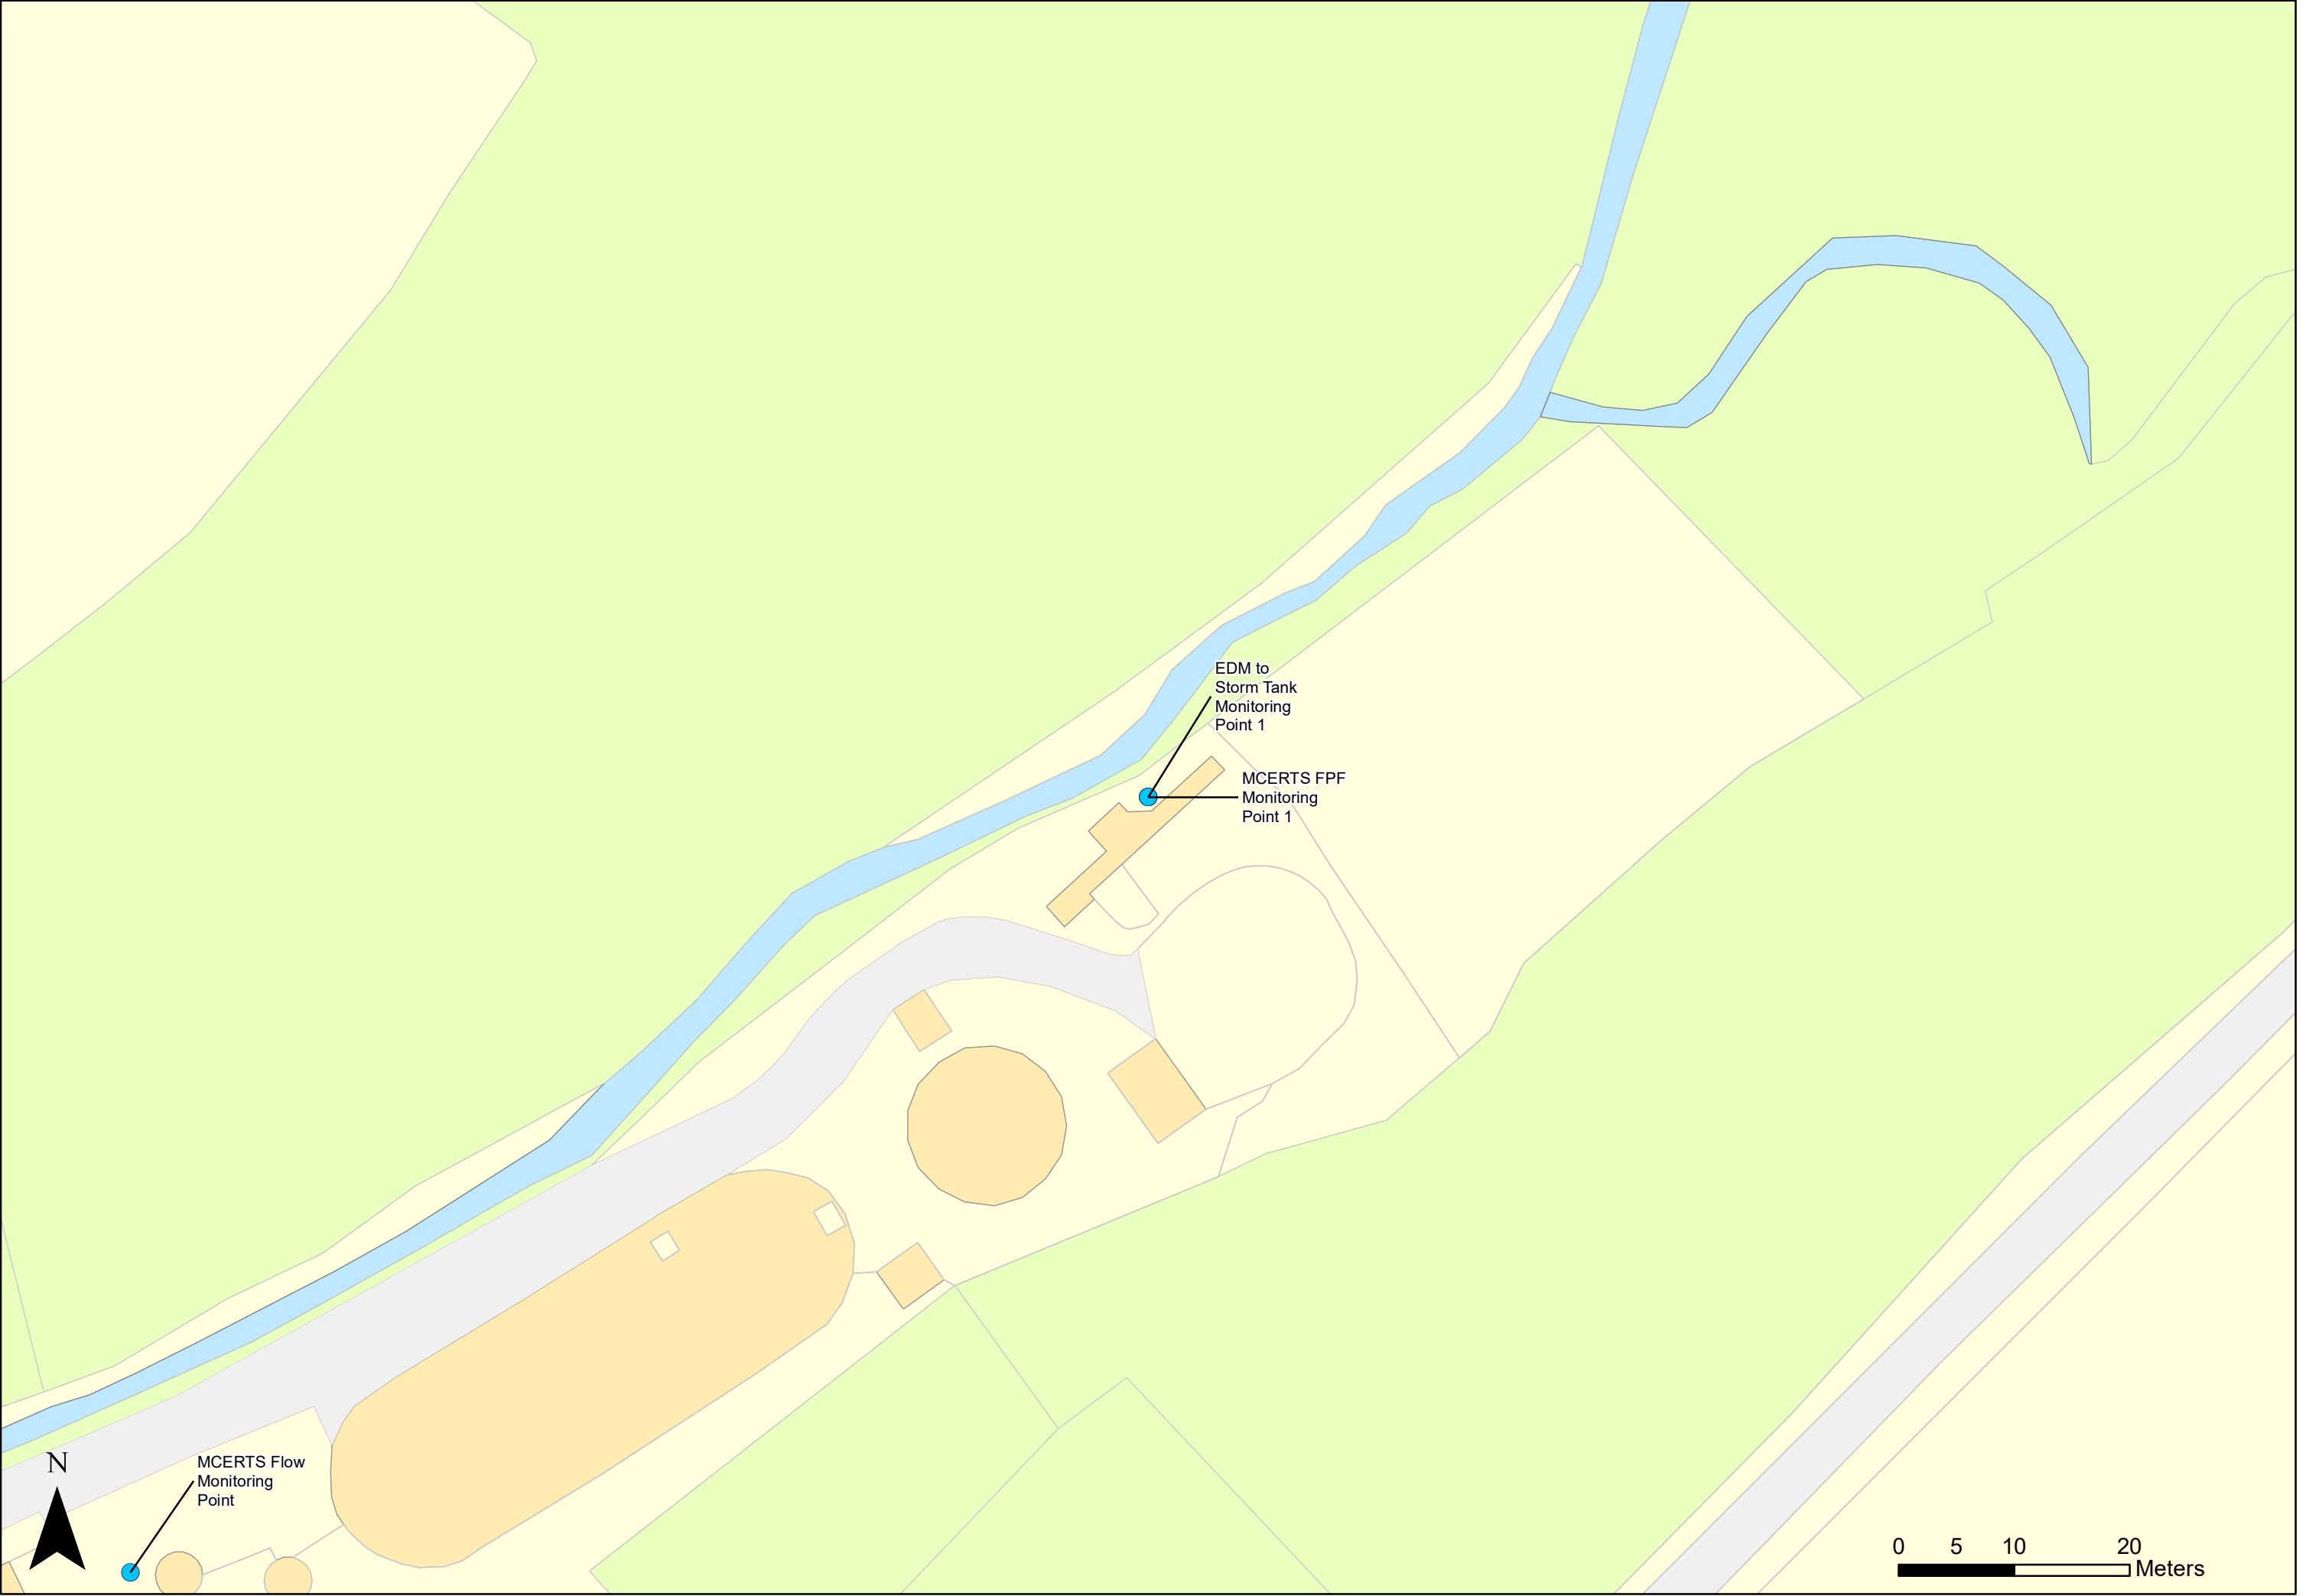 EDM to
Storm Tank
Monitoring
Point 1
MCERTS FPF
Monitoring
Point 1
N
MCERTS Flow
Monitoring
Point
0 5 10 20
Meters